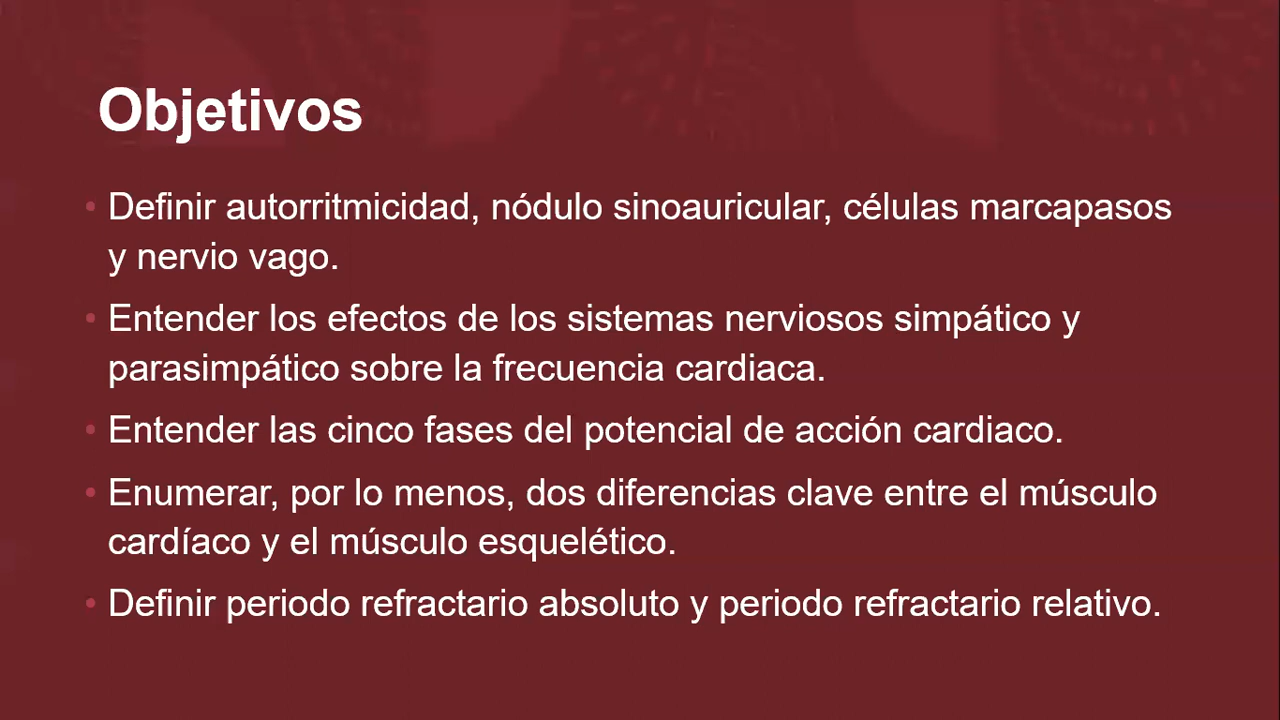 Objetivos
• Definir autorritmicidad, nódulo sinoauricular, células marcapasos
y nervio vago.
• Entender los efectos de los sistemas nerviosos simpático y
parasimpático sobre la frecuencia cardiaca.
• Entender las cinco fases del potencial de acción cardiaco.
• Enumerar, por lo menos, dos diferencias clave entre el músculo
cardíaco y el músculo esquelético.
• Definir periodo refractario absoluto y periodo refractario relativo.